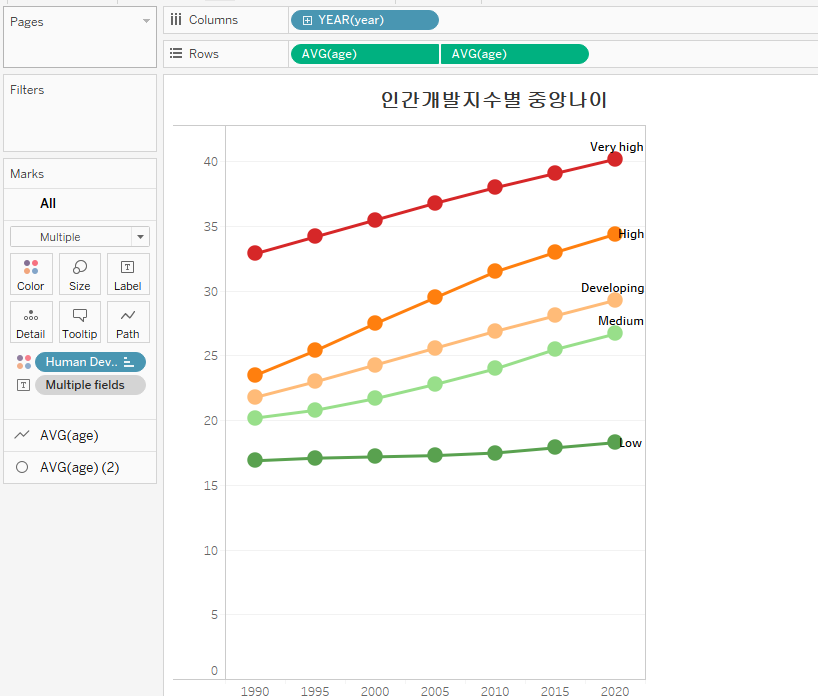 Pages
Columns
YEAR(year)
Rows
AVG(age)
AVG(age)
Filters
Marks
All
Multiple
Color
Size
Label
Detail
Tooltip
Path
Human Dev..
Multiple fields
AVG(age)
AVG(age) (2)
인간개발지수별 중앙나이
Very high
40
35
High
30
Developing
Medium
25
20
Low
15
10
5
0
1990 1995 2000 2005 2010 2015 2020